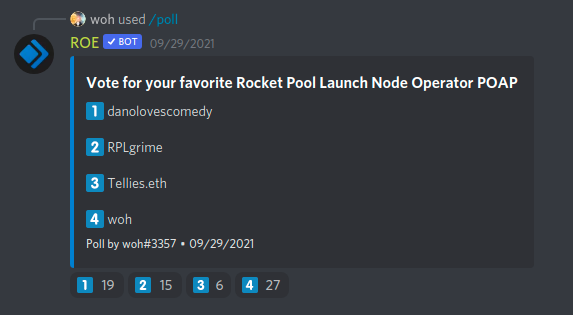 woh used /poll
ROE ✓ BOT 09/29/2021
Vote for your favorite Rocket Pool Launch Node Operator POAP
1 danolovescomedy
2 RPLgrime
3 Tellies.eth
4 woh
Poll by woh#3357 • 09/29/2021
1 19 2 15 3 6 4 27